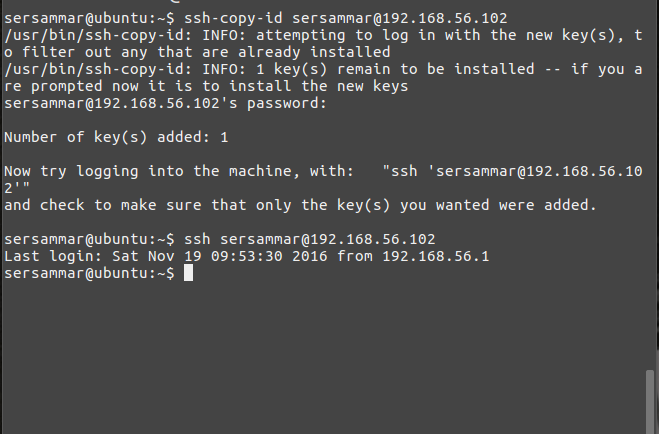 sersammar@ubuntu:~$ ssh-copy-id sersammar@192.168.56.102
/usr/bin/ssh-copy-id: INFO: attempting to log in with the new key(s), t
o filter out any that are already installed
/usr/bin/ssh-copy-id: INFO: 1 key(s) remain to be installed -- if you a
re prompted now it is to install the new keys
sersammar@192.168.56.102's password:
Number of key(s) added: 1
Now try logging into the machine, with:   "ssh 'sersammar@192.168.56.10
2'"
and check to make sure that only the key(s) you wanted were added.
sersammar@ubuntu:~$ ssh sersammar@192.168.56.102
Last login: Sat Nov 19 09:53:30 2016 from 192.168.56.1
sersammar@ubuntu:~$